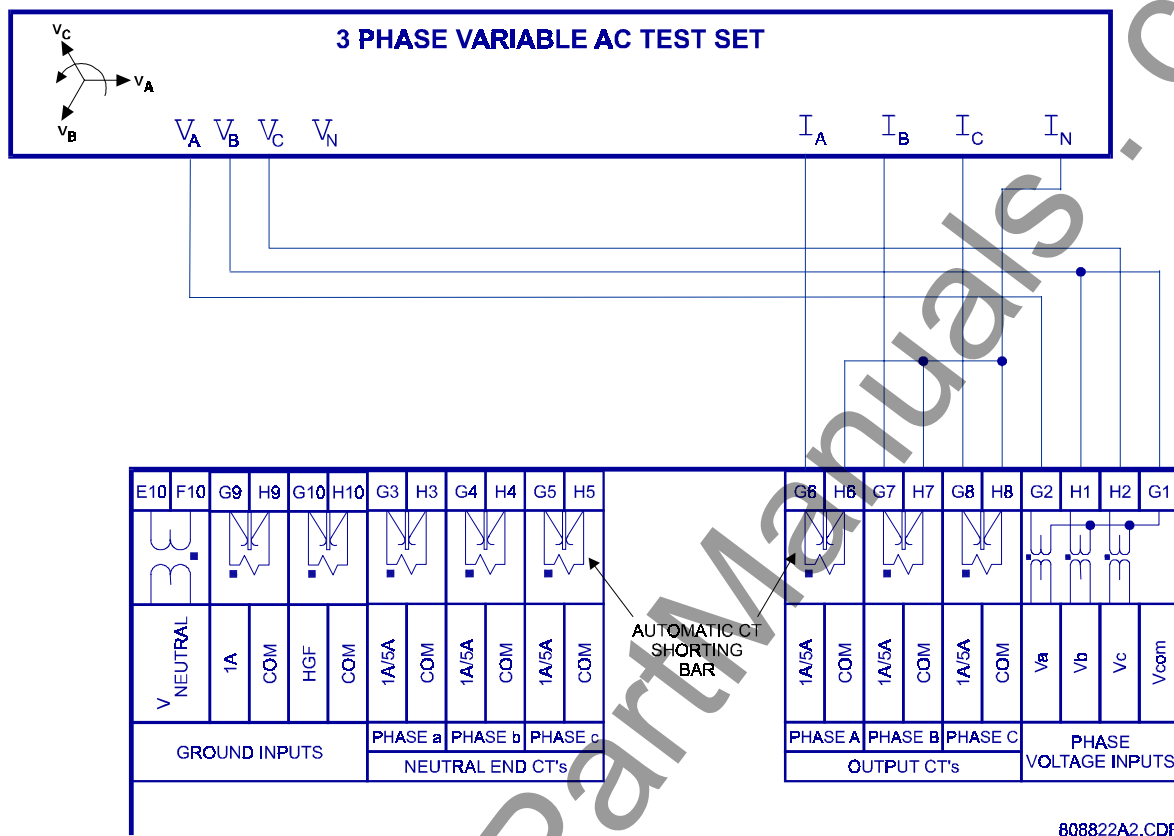 3 PHASE VARIABLE AC TEST SET
VC
VA
VB
VA VB VC VN
IA IB IC IN
E10 F10 G9 H9 G10 H10 G3 H3 G4 H4 G5 H5
G6 H6 G7 H7 G8 H8 G2 H1 H2 G1
V NEUTRAL
1A
COM
HGF
COM
1A/5A
COM
1A/5A
COM
1A/5A
COM
AUTOMATIC CT
SHORTING
BAR
1A/5A
COM
1A/5A
COM
1A/5A
COM
Va
Vb
Vc
Vcom
GROUND INPUTS
PHASE a PHASE b PHASE c
NEUTRAL END CT's
PHASE A PHASE B PHASE C
OUTPUT CT's
PHASE
VOLTAGE INPUTS
PartManuals . c
808822A2.CDR